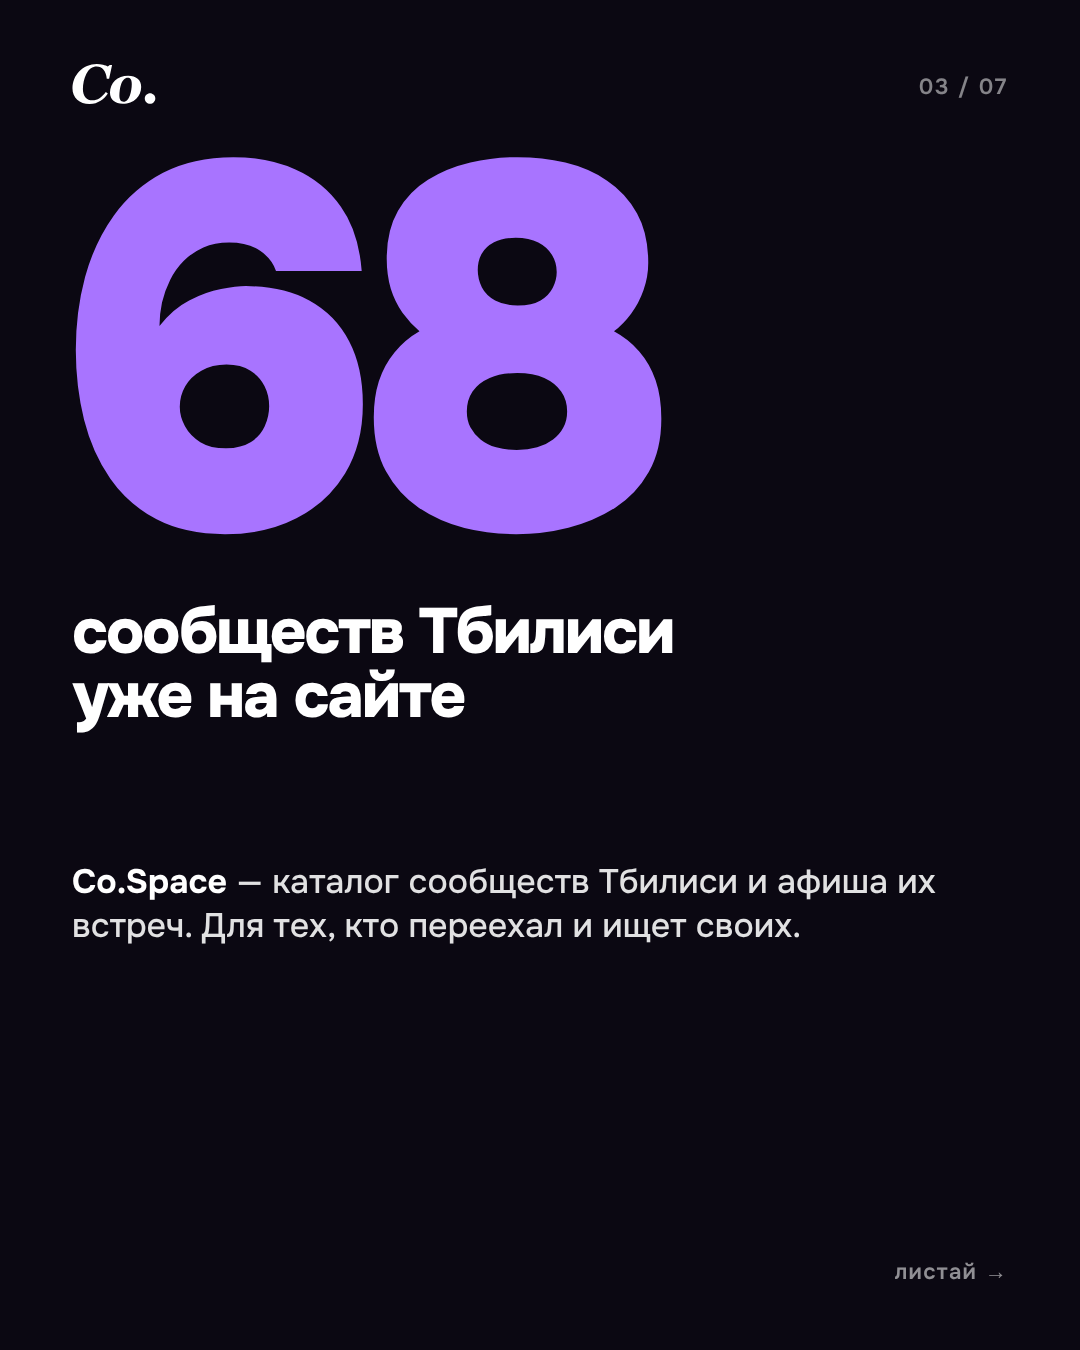 Co.
03 / 07
68
сообществ Тбилиси
уже на сайте
Co.Space — каталог сообществ Тбилиси и афиша их
встреч. Для тех, кто переехал и ищет своих.
листай →